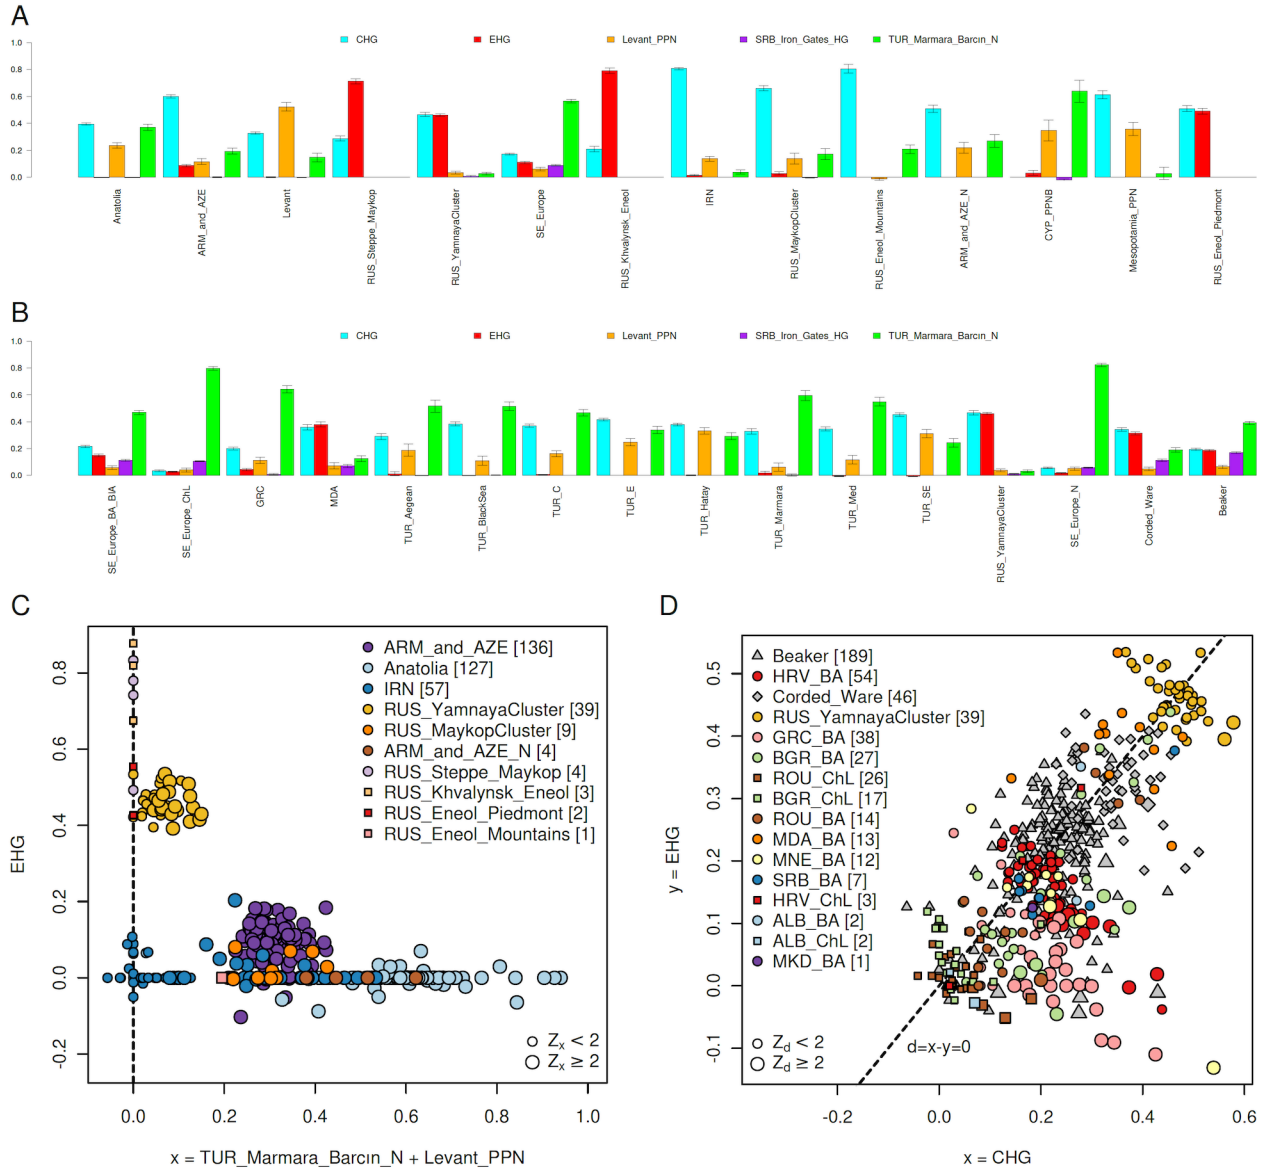 A
CHG EHG Levant_PPN SRB_Iron_Gates_HG TUR_Marmara_Barcın_N
1.0
0.8
0.6
0.4
0.2
0.0
Anatolia
ARM_and_AZE
Levant
RUS_Steppe_Maykop
RUS_YamnayaCluster
SE_Europe
RUS_Khvalynsk_Eneol
IRN
RUS_MaykopCluster
RUS_Eneol_Mountains
ARM_and_AZE_N
CYP_PPNB
Mesopotamia_PPN
RUS_Eneol_Piedmont
B
CHG EHG Levant_PPN SRB_Iron_Gates_HG TUR_Marmara_Barcın_N
1.0
0.8
0.6
0.4
0.2
0.0
SE_Europe_BA_BIA
SE_Europe_ChL
GRC
MDA
TUR_Aegean
TUR_BlackSea
TUR_C
TUR_E
TUR_Hatay
TUR_Marmara
TUR_Med
TUR_SE
RUS_YamnayaCluster
SE_Europe_N
Corded_Ware
Beaker
C
ARM_and_AZE [136]
Anatolia [127]
IRN [57]
RUS_YamnayaCluster [39]
RUS_MaykopCluster [9]
ARM_and_AZE_N [4]
RUS_Steppe_Maykop [4]
RUS_Khvalynsk_Eneol [3]
RUS_Eneol_Piedmont [2]
RUS_Eneol_Mountains [1]
Zx < 2
Zx ≥ 2
EHG
0.8
0.6
0.4
0.2
0.0
-0.2
0.0 0.2 0.4 0.6 0.8 1.0
x = TUR_Marmara_Barcın_N + Levant_PPN
D
Beaker [189]
HRV_BA [54]
Corded_Ware [46]
RUS_YamnayaCluster [39]
GRC_BA [38]
BGR_BA [27]
ROU_ChL [26]
BGR_ChL [17]
ROU_BA [14]
MDA_BA [13]
MNE_BA [12]
SRB_BA [7]
HRV_ChL [3]
ALB_BA [2]
ALB_ChL [2]
MKD_BA [1]
Zd < 2
Zd ≥ 2
d=x-y=0
y = EHG
0.5
0.4
0.3
0.2
0.1
0.0
-0.1
-0.2 0.0 0.2 0.4 0.6
x = CHG